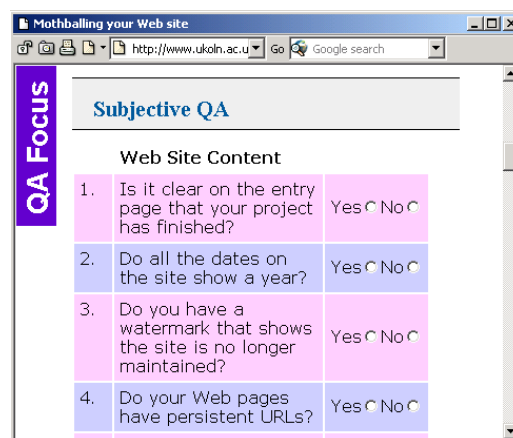 Mothballing your Web site
http://www.ukoln.ac.u Go Google search
QA Focus
Subjective QA
Web Site Content
1. Is it clear on the entry
page that your project
has finished? Yes No
2. Do all the dates on
the site show a year? Yes No
3. Do you have a
watermark that shows
the site is no longer
maintained? Yes No
4. Do your Web pages
have persistent URLs? Yes No